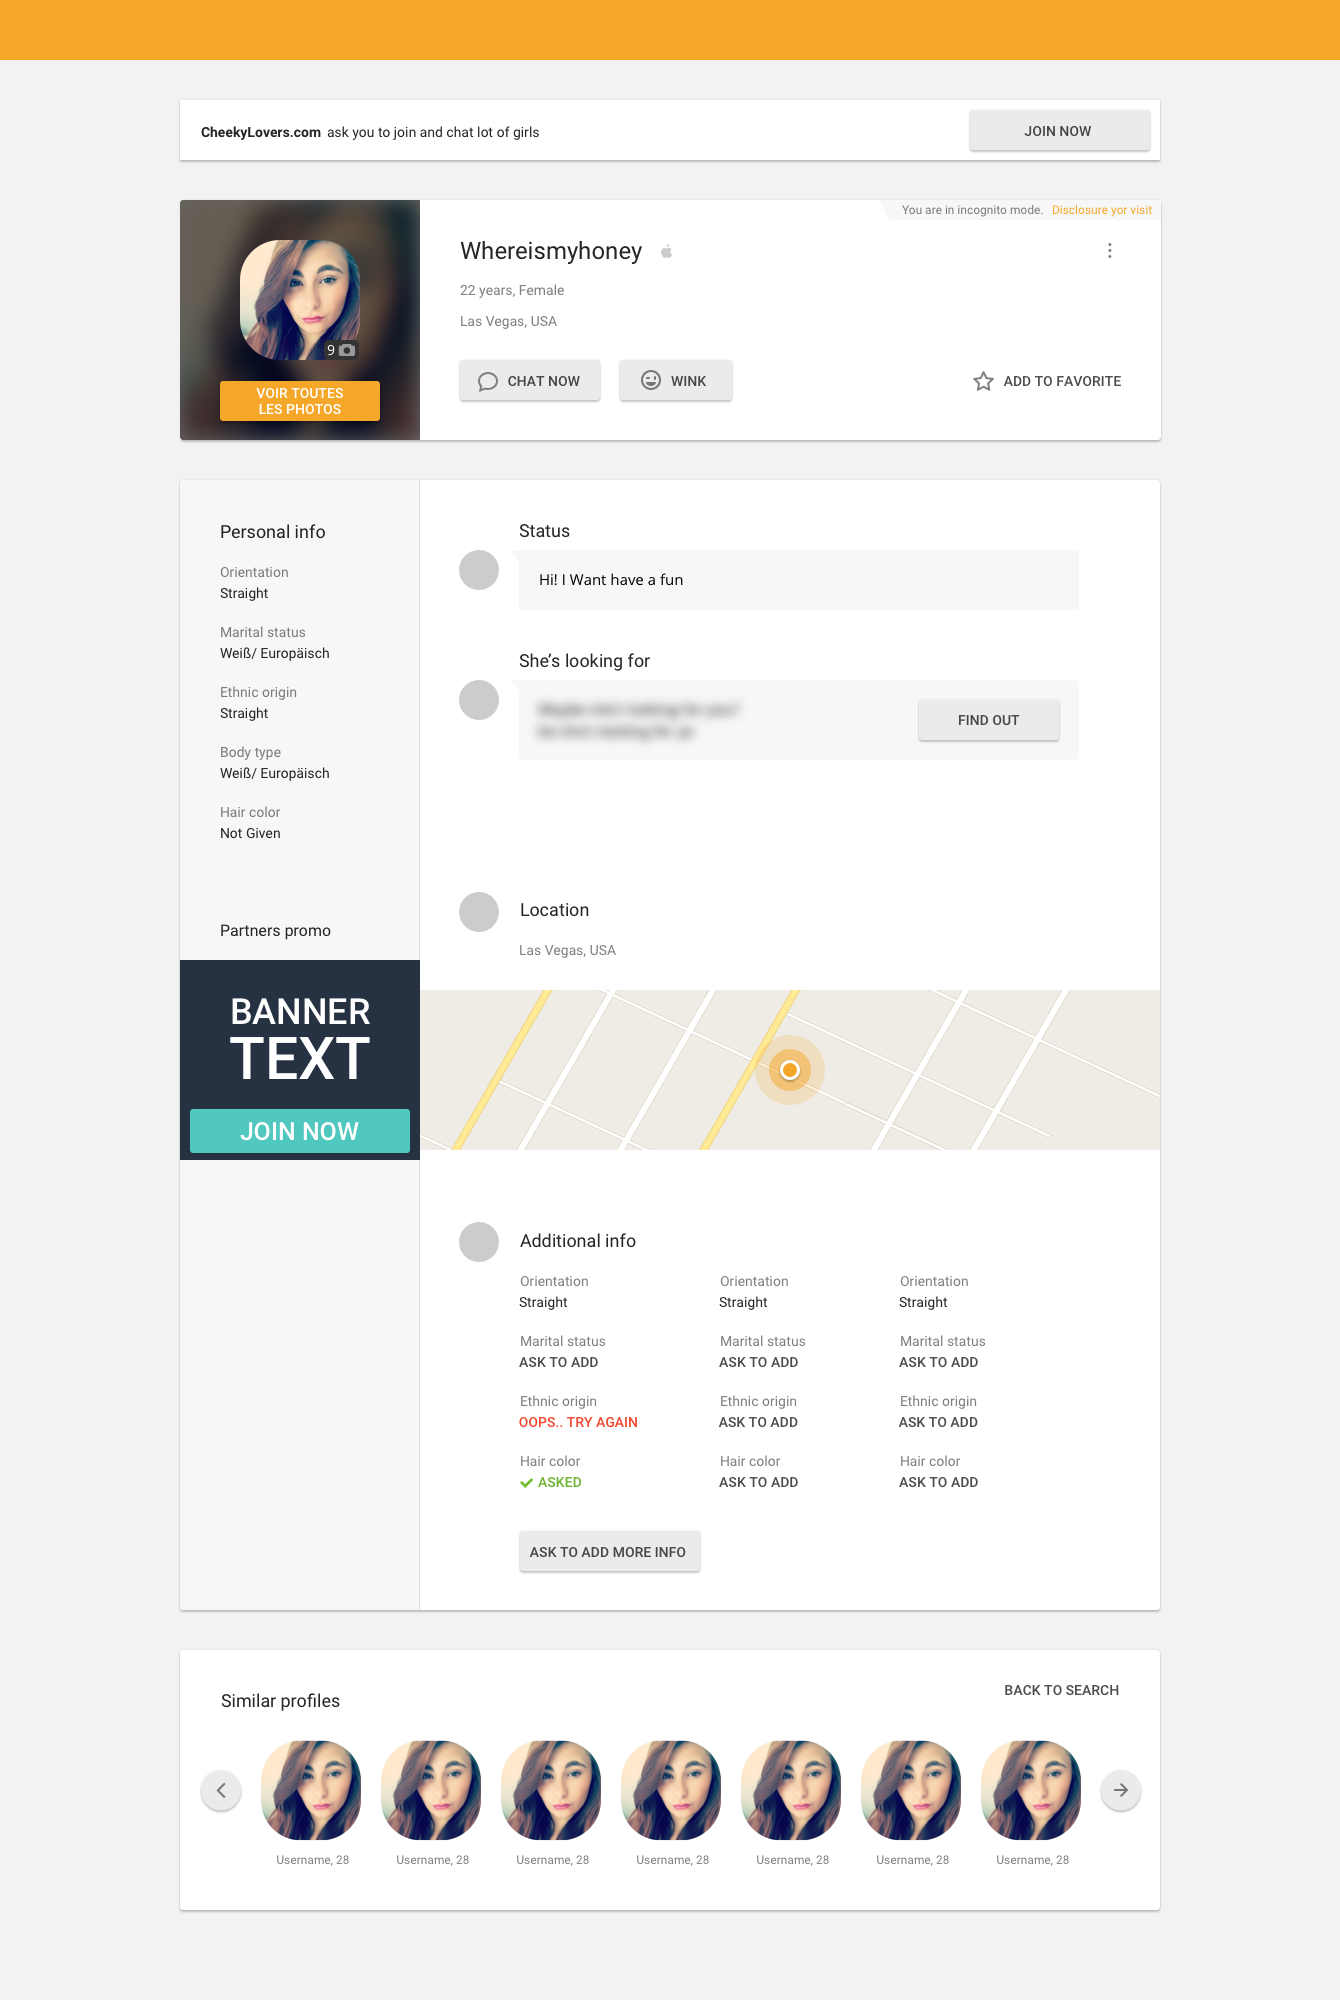 CheekyLovers.com ask you to join and chat lot of girls
JOIN NOW
You are in incognito mode. Disclosure yor visit
Whereismyhoney
22 years, Female
Las Vegas, USA
9
VOIR TOUTES
LES PHOTOS
CHAT NOW
WINK
ADD TO FAVORITE
Personal info
Orientation
Straight
Marital status
Weiß/ Europäisch
Ethnic origin
Straight
Body type
Weiß/ Europäisch
Hair color
Not Given
Partners promo
BANNER
TEXT
JOIN NOW
Status
Hi! I Want have a fun
She's looking for
FIND OUT
Location
Las Vegas, USA
Additional info
Orientation Orientation Orientation
Straight Straight Straight
Marital status Marital status Marital status
ASK TO ADD ASK TO ADD ASK TO ADD
Ethnic origin Ethnic origin Ethnic origin
OOPS.. TRY AGAIN ASK TO ADD ASK TO ADD
Hair color Hair color Hair color
ASKED ASK TO ADD ASK TO ADD
ASK TO ADD MORE INFO
Similar profiles
BACK TO SEARCH
Username, 28 Username, 28 Username, 28 Username, 28 Username, 28 Username, 28 Username, 28